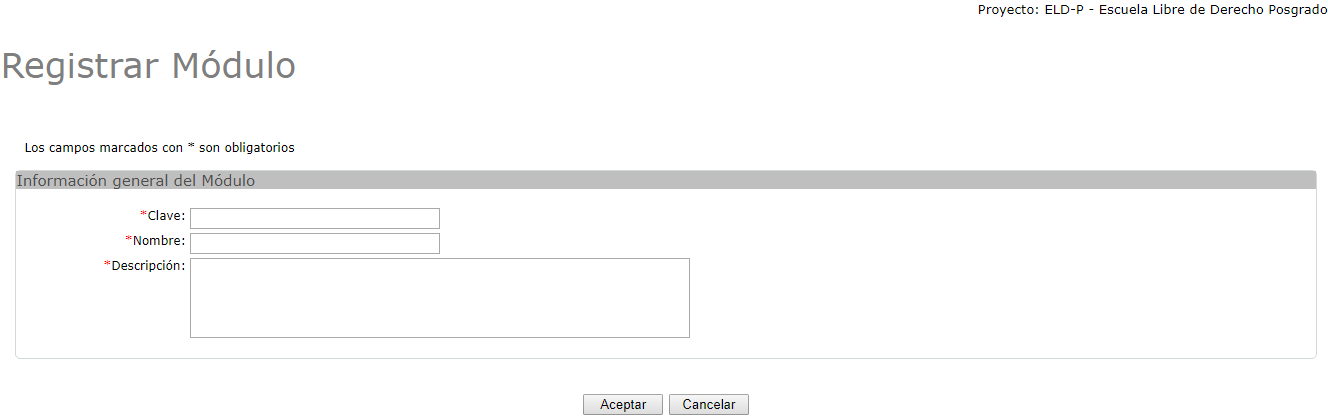 Proyecto: ELD-P - Escuela Libre de Derecho Posgrado
Registrar Módulo
Los campos marcados con * son obligatorios
Información general del Módulo
*Clave:
*Nombre:
*Descripción:
Aceptar Cancelar